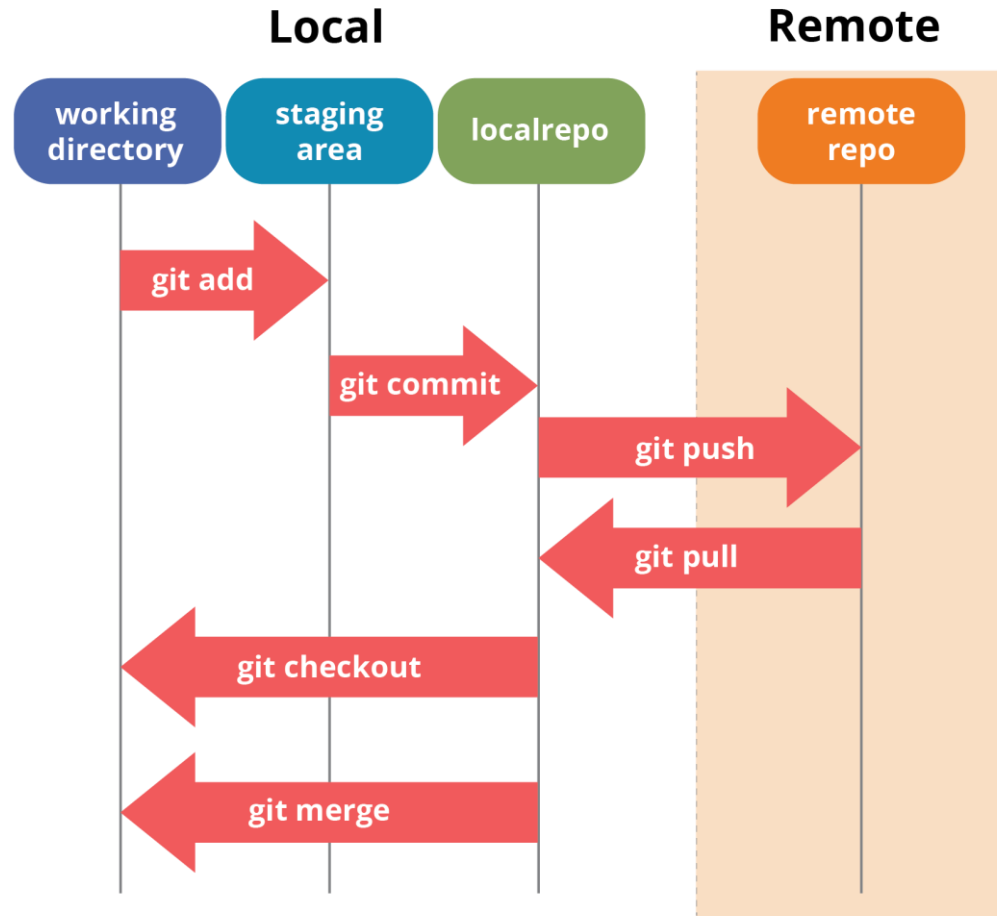 Local
Remote
working
directory
staging
area
localrepo
remote
repo
git add
git commit
git push
git pull
git checkout
git merge